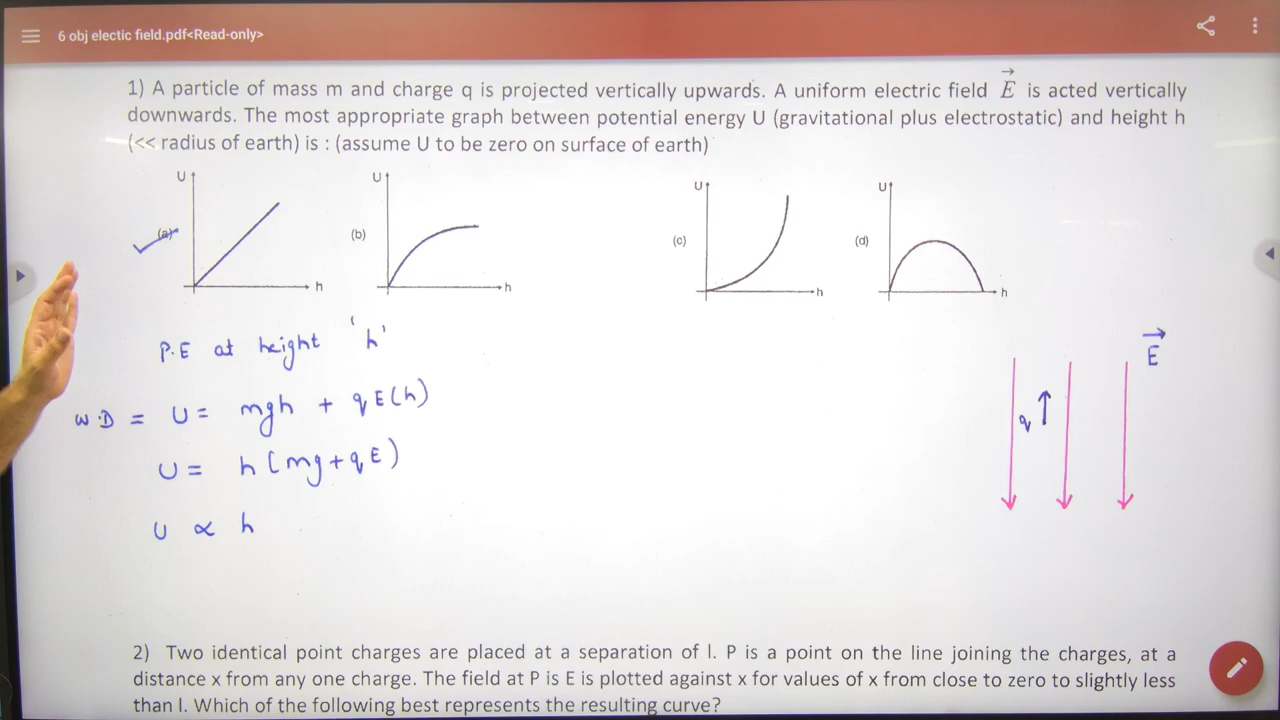 6 obj electic field.pdf<Read-only>
1) A particle of mass m and charge q is projected vertically upwards. A uniform electric field E⃗ is acted vertically
downwards. The most appropriate graph between potential energy U (gravitational plus electrostatic) and height h
(<< radius of earth) is : (assume U to be zero on surface of earth)
(a) U h
(b) U h
(c) U h
(d) U h
P.E at height 'h'
W.D = U = mgh + qE(h)
U = h(mg+qE)
U ∝ h
E⃗
q
2) Two identical point charges are placed at a separation of l. P is a point on the line joining the charges, at a
distance x from any one charge. The field at P is E is plotted against x for values of x from close to zero to slightly less
than l. Which of the following best represents the resulting curve?